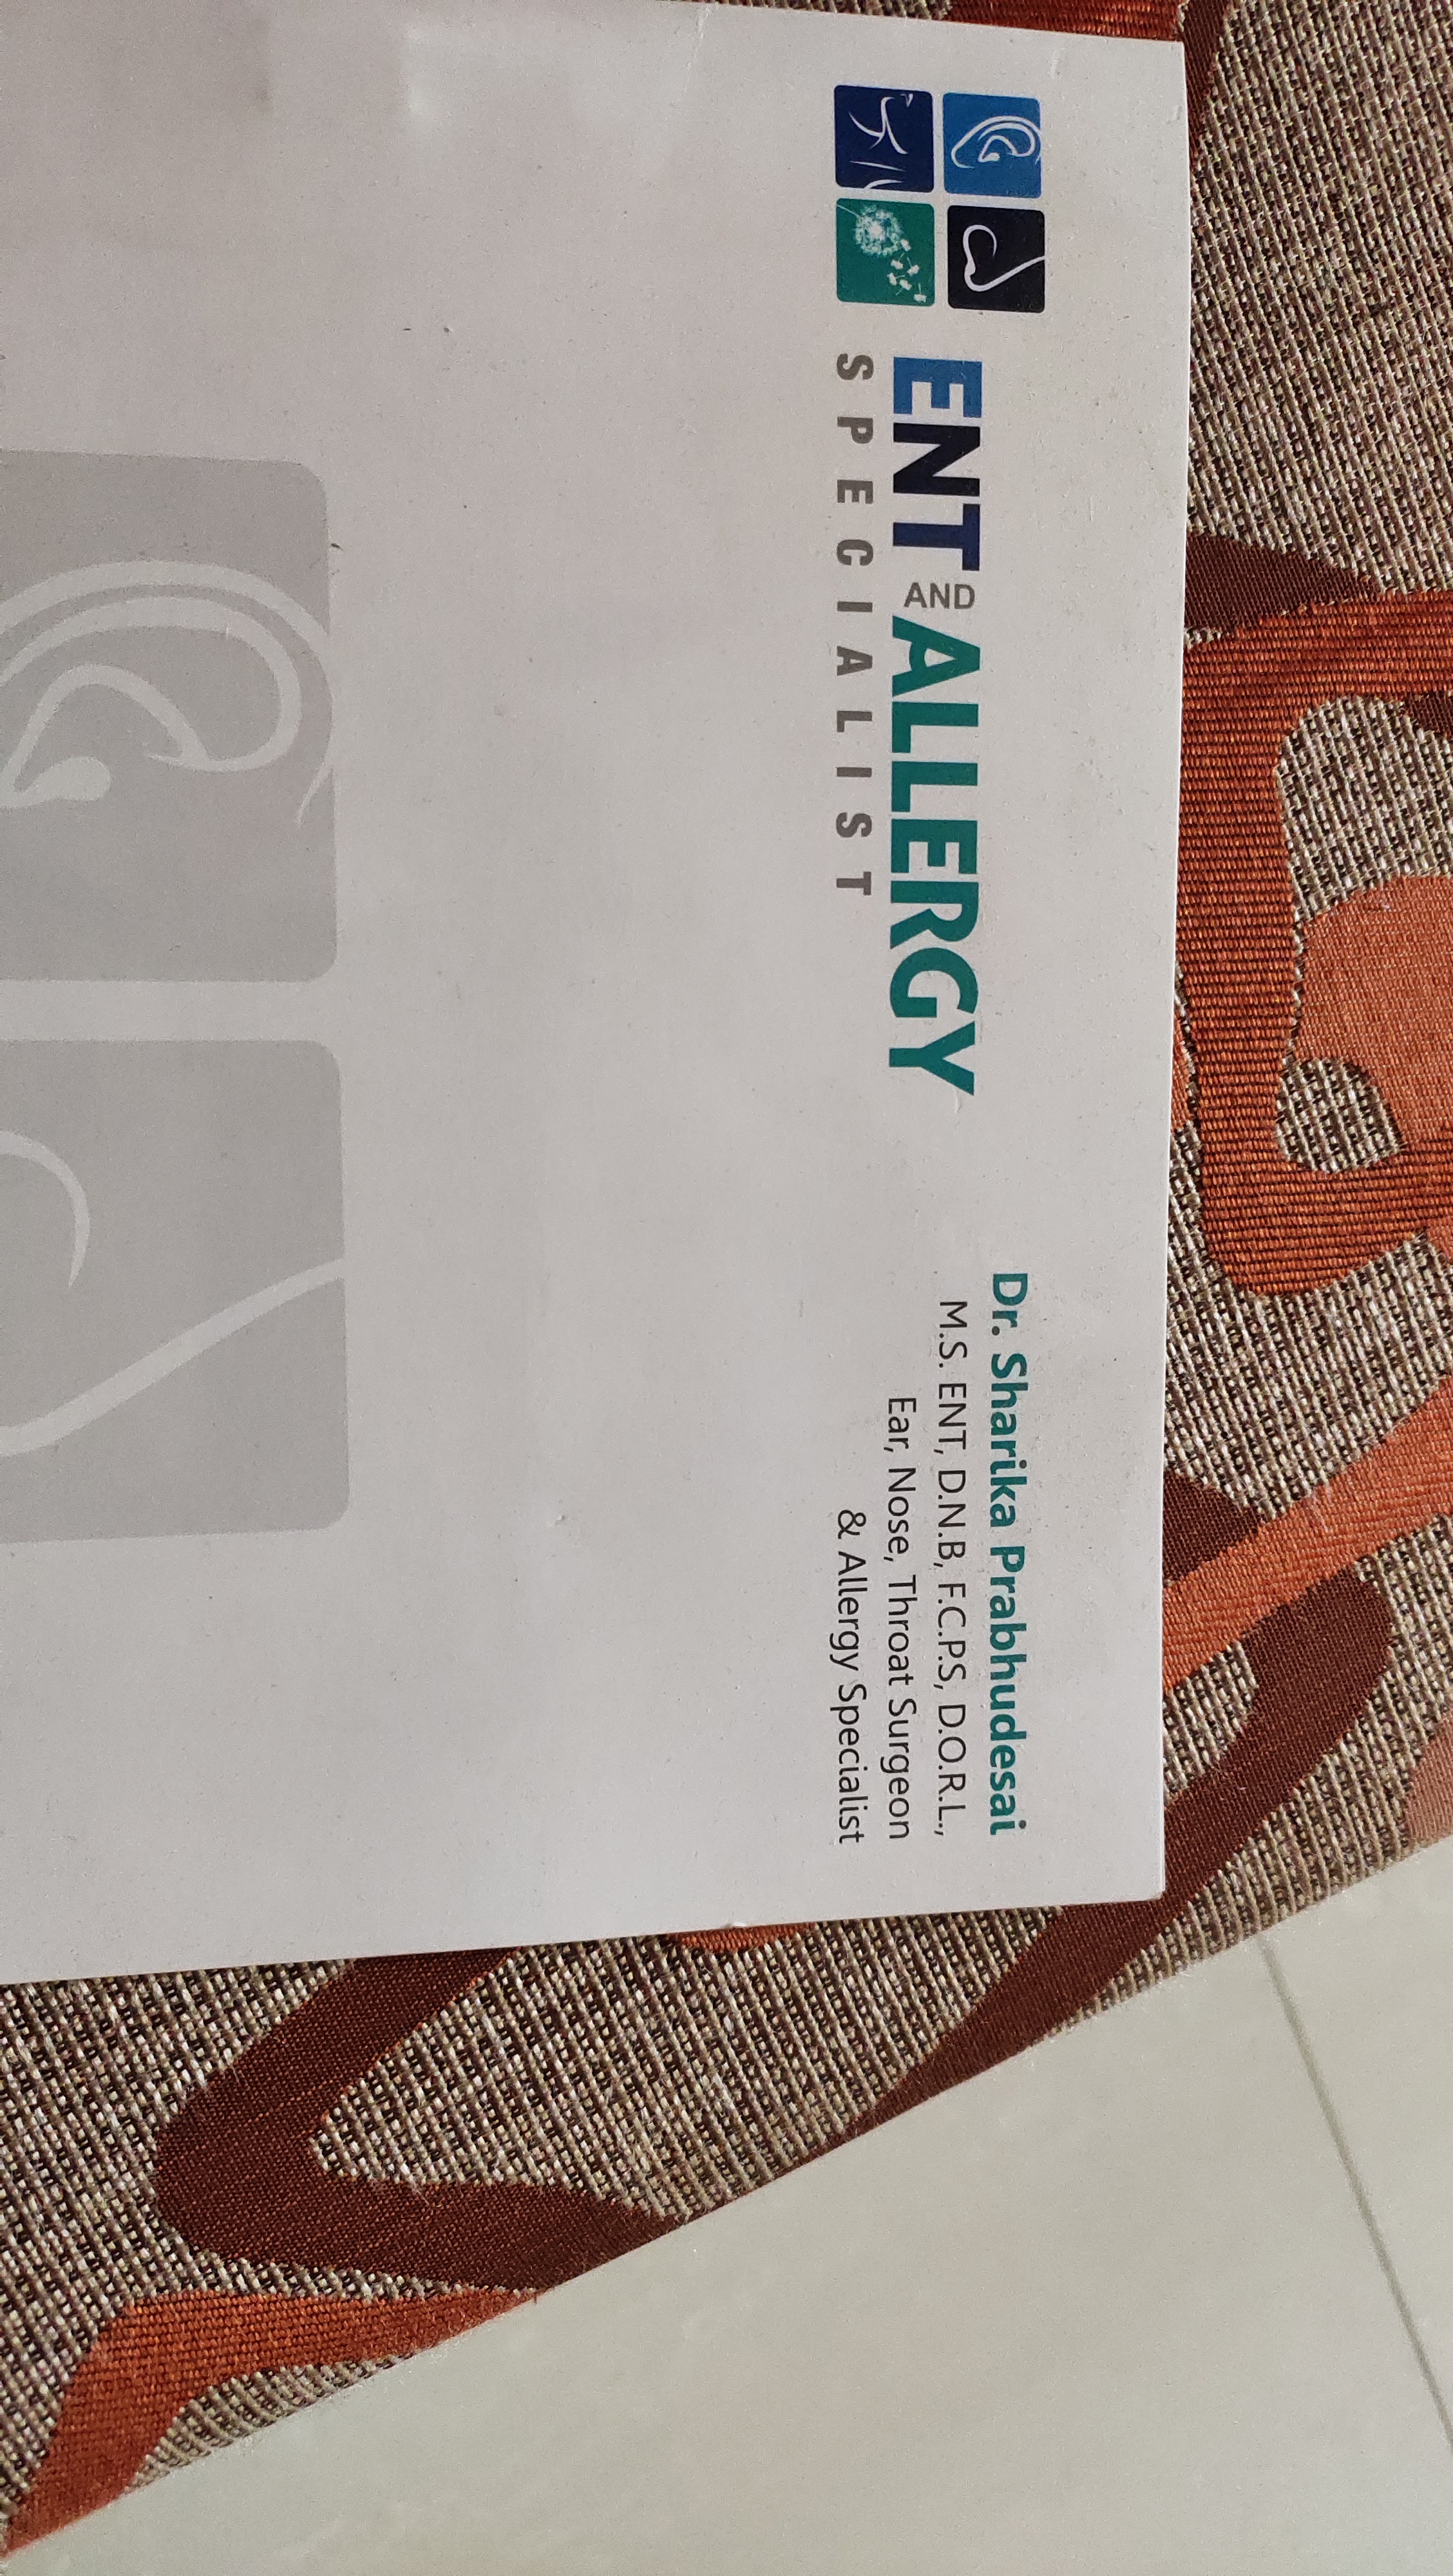 ENT AND ALLERGY
SPECIALIST
Dr. Sharika Prabhudesai
M.S. ENT, D.N.B, F.C.P.S, D.O.R.L.,
Ear, Nose, Throat Surgeon
& Allergy Specialist